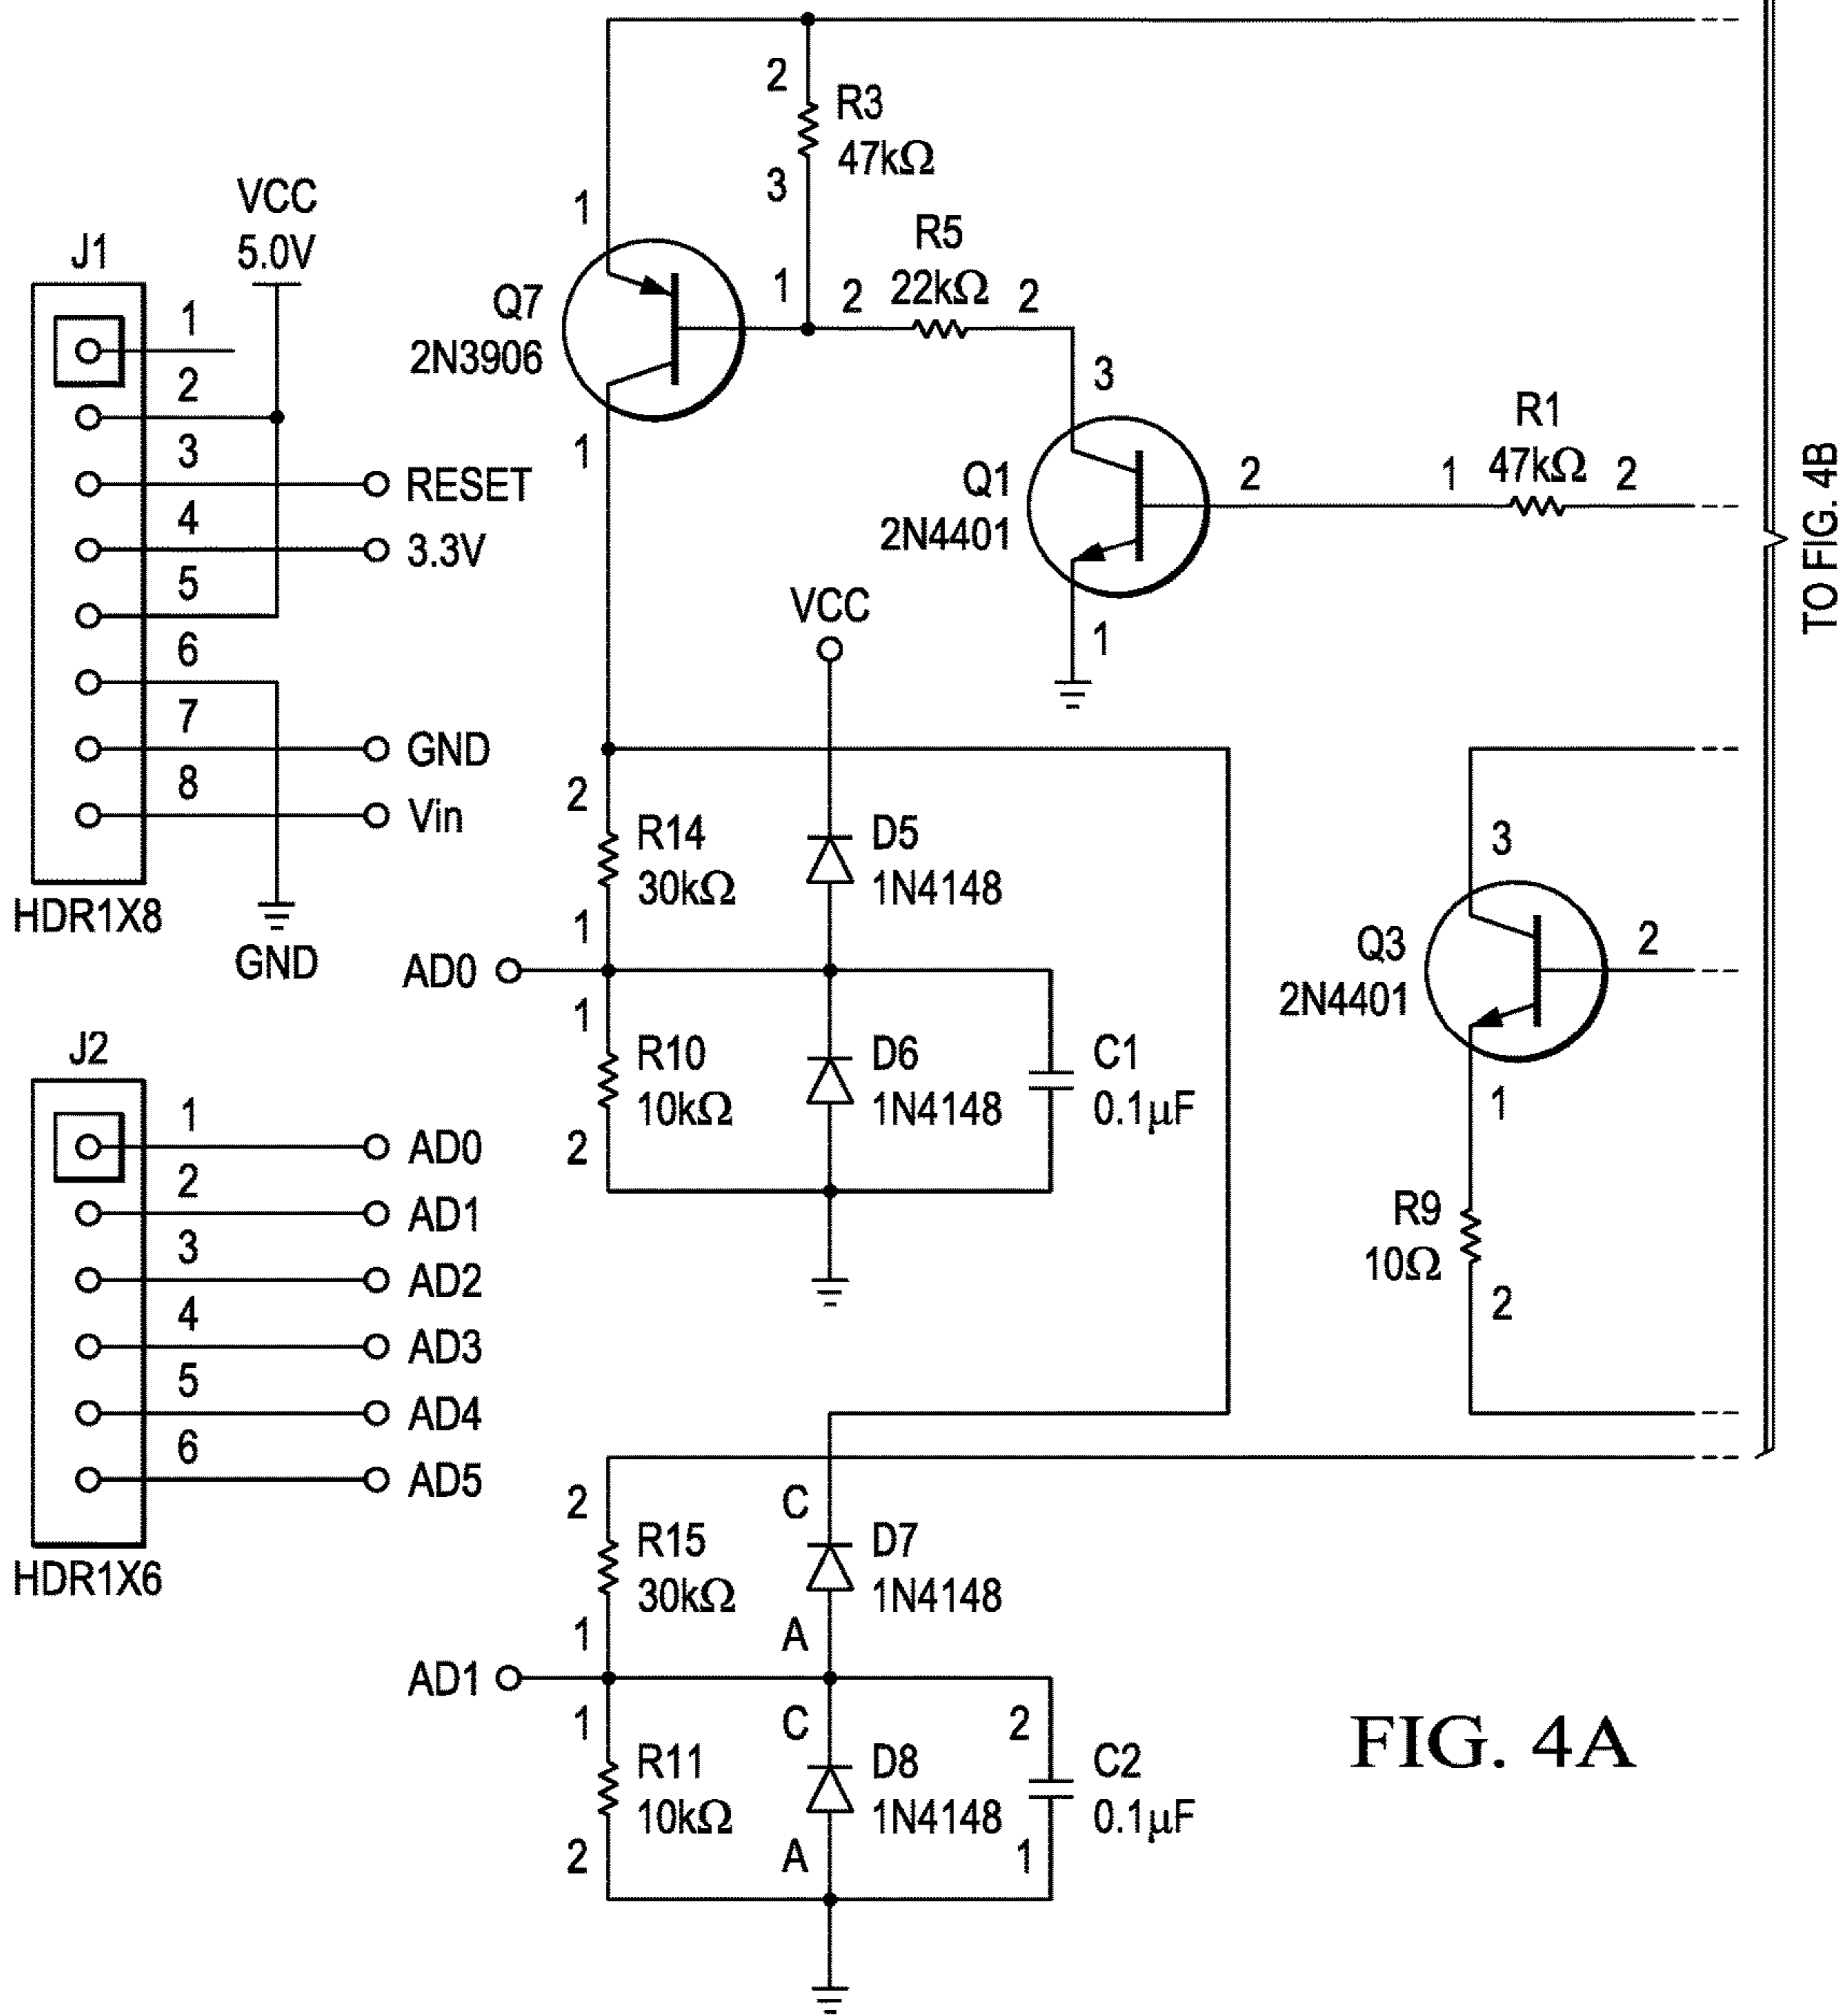 J1
VCC
5.0V
1
2
3
RESET
4
3.3V
5
6
7
GND
8
Vin
HDR1X8
GND
J2
1
AD0
2
AD1
3
AD2
4
AD3
5
AD4
6
AD5
HDR1X6
2
R3
47kΩ
3
1
1
Q7
2N3906
1
2
R5
22kΩ
2
3
Q1
2N4401
1
2
1
R1
47kΩ
2
TO FIG. 4B
VCC
2
R14
30kΩ
1
D5
1N4148
AD0
1
R10
10kΩ
2
D6
1N4148
C1
0.1µF
3
Q3
2N4401
2
1
R9
10Ω
2
2
R15
30kΩ
1
C
D7
1N4148
A
AD1
1
R11
10kΩ
2
C
D8
1N4148
A
2
C2
0.1µF
1
FIG. 4A